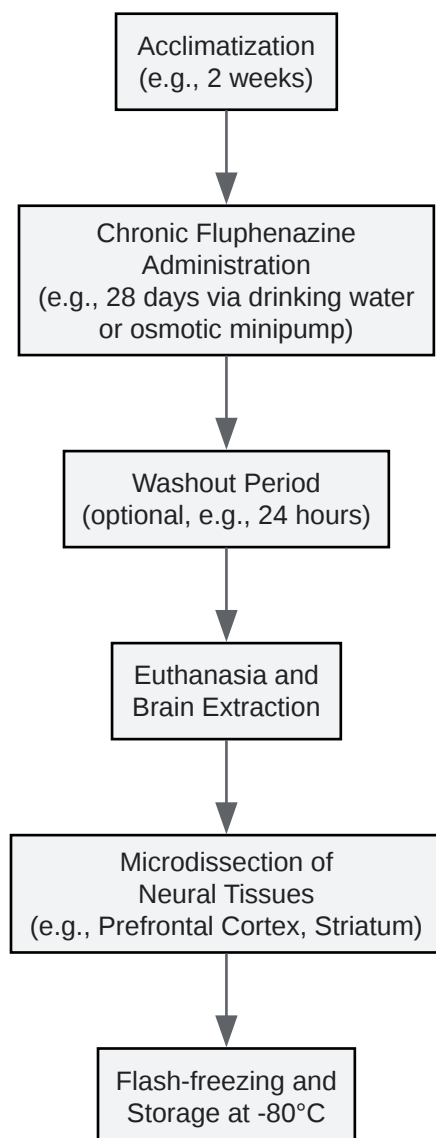 Acclimatization
(e.g., 2 weeks)
Chronic Fluphenazine
Administration
(e.g., 28 days via drinking water
or osmotic minipump)
Washout Period
(optional, e.g., 24 hours)
Euthanasia and
Brain Extraction
Microdissection of
Neural Tissues
(e.g., Prefrontal Cortex, Striatum)
Flash-freezing and
Storage at -80°C